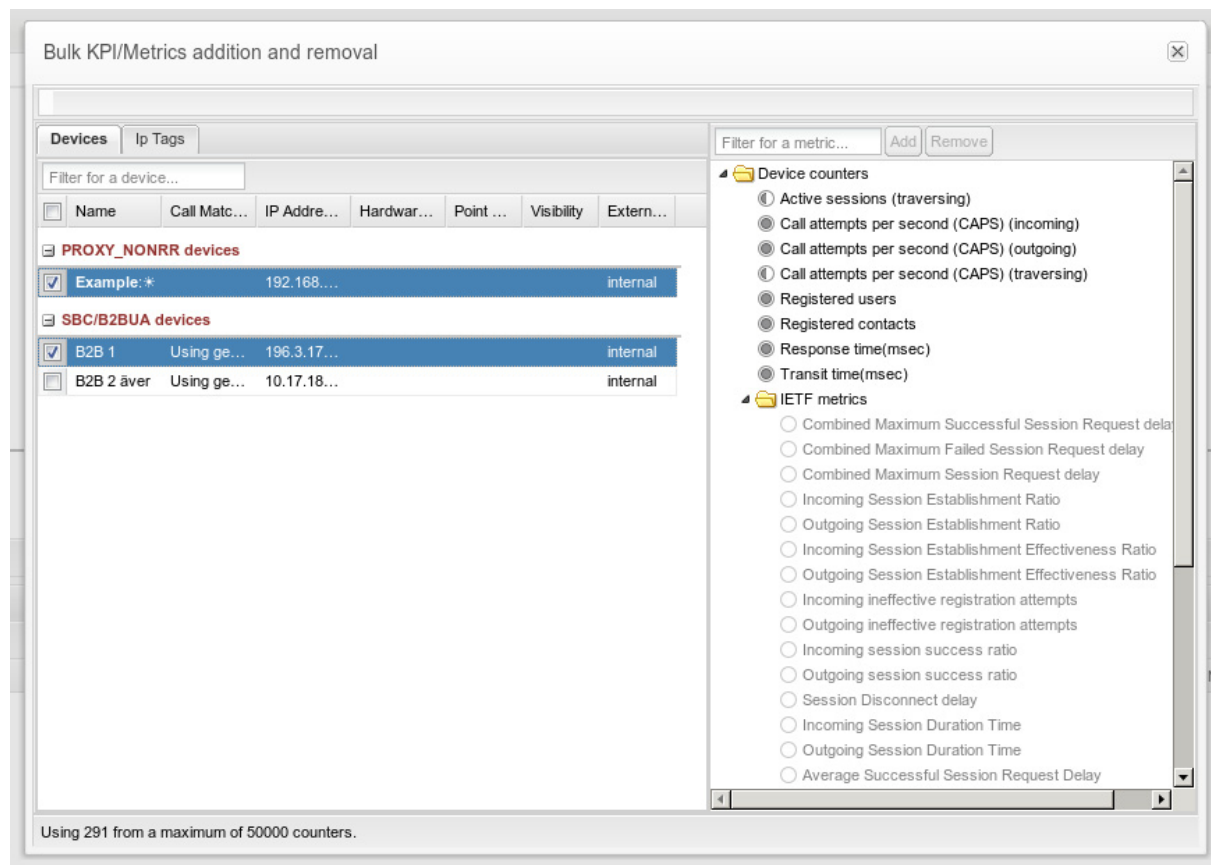 Bulk KPI/Metrics addition and removal
Devices
Ip Tags
Filter for a device...
Name Call Matc... IP Addre... Hardwar... Point ... Visibility Extern...
PROXY_NONRR devices
Example:* 192.168.... internal
SBC/B2BUA devices
B2B 1 Using ge... 196.3.17... internal
B2B 2 äver Using ge... 10.17.18... internal
Filter for a metric... Add Remove
Device counters
Active sessions (traversing)
Call attempts per second (CAPS) (incoming)
Call attempts per second (CAPS) (outgoing)
Call attempts per second (CAPS) (traversing)
Registered users
Registered contacts
Response time(msec)
Transit time(msec)
IETF metrics
Combined Maximum Successful Session Request dela
Combined Maximum Failed Session Request delay
Combined Maximum Session Request delay
Incoming Session Establishment Ratio
Outgoing Session Establishment Ratio
Incoming Session Establishment Effectiveness Ratio
Outgoing Session Establishment Effectiveness Ratio
Incoming ineffective registration attempts
Outgoing ineffective registration attempts
Incoming session success ratio
Outgoing session success ratio
Session Disconnect delay
Incoming Session Duration Time
Outgoing Session Duration Time
Average Successful Session Request Delay
Using 291 from a maximum of 50000 counters.